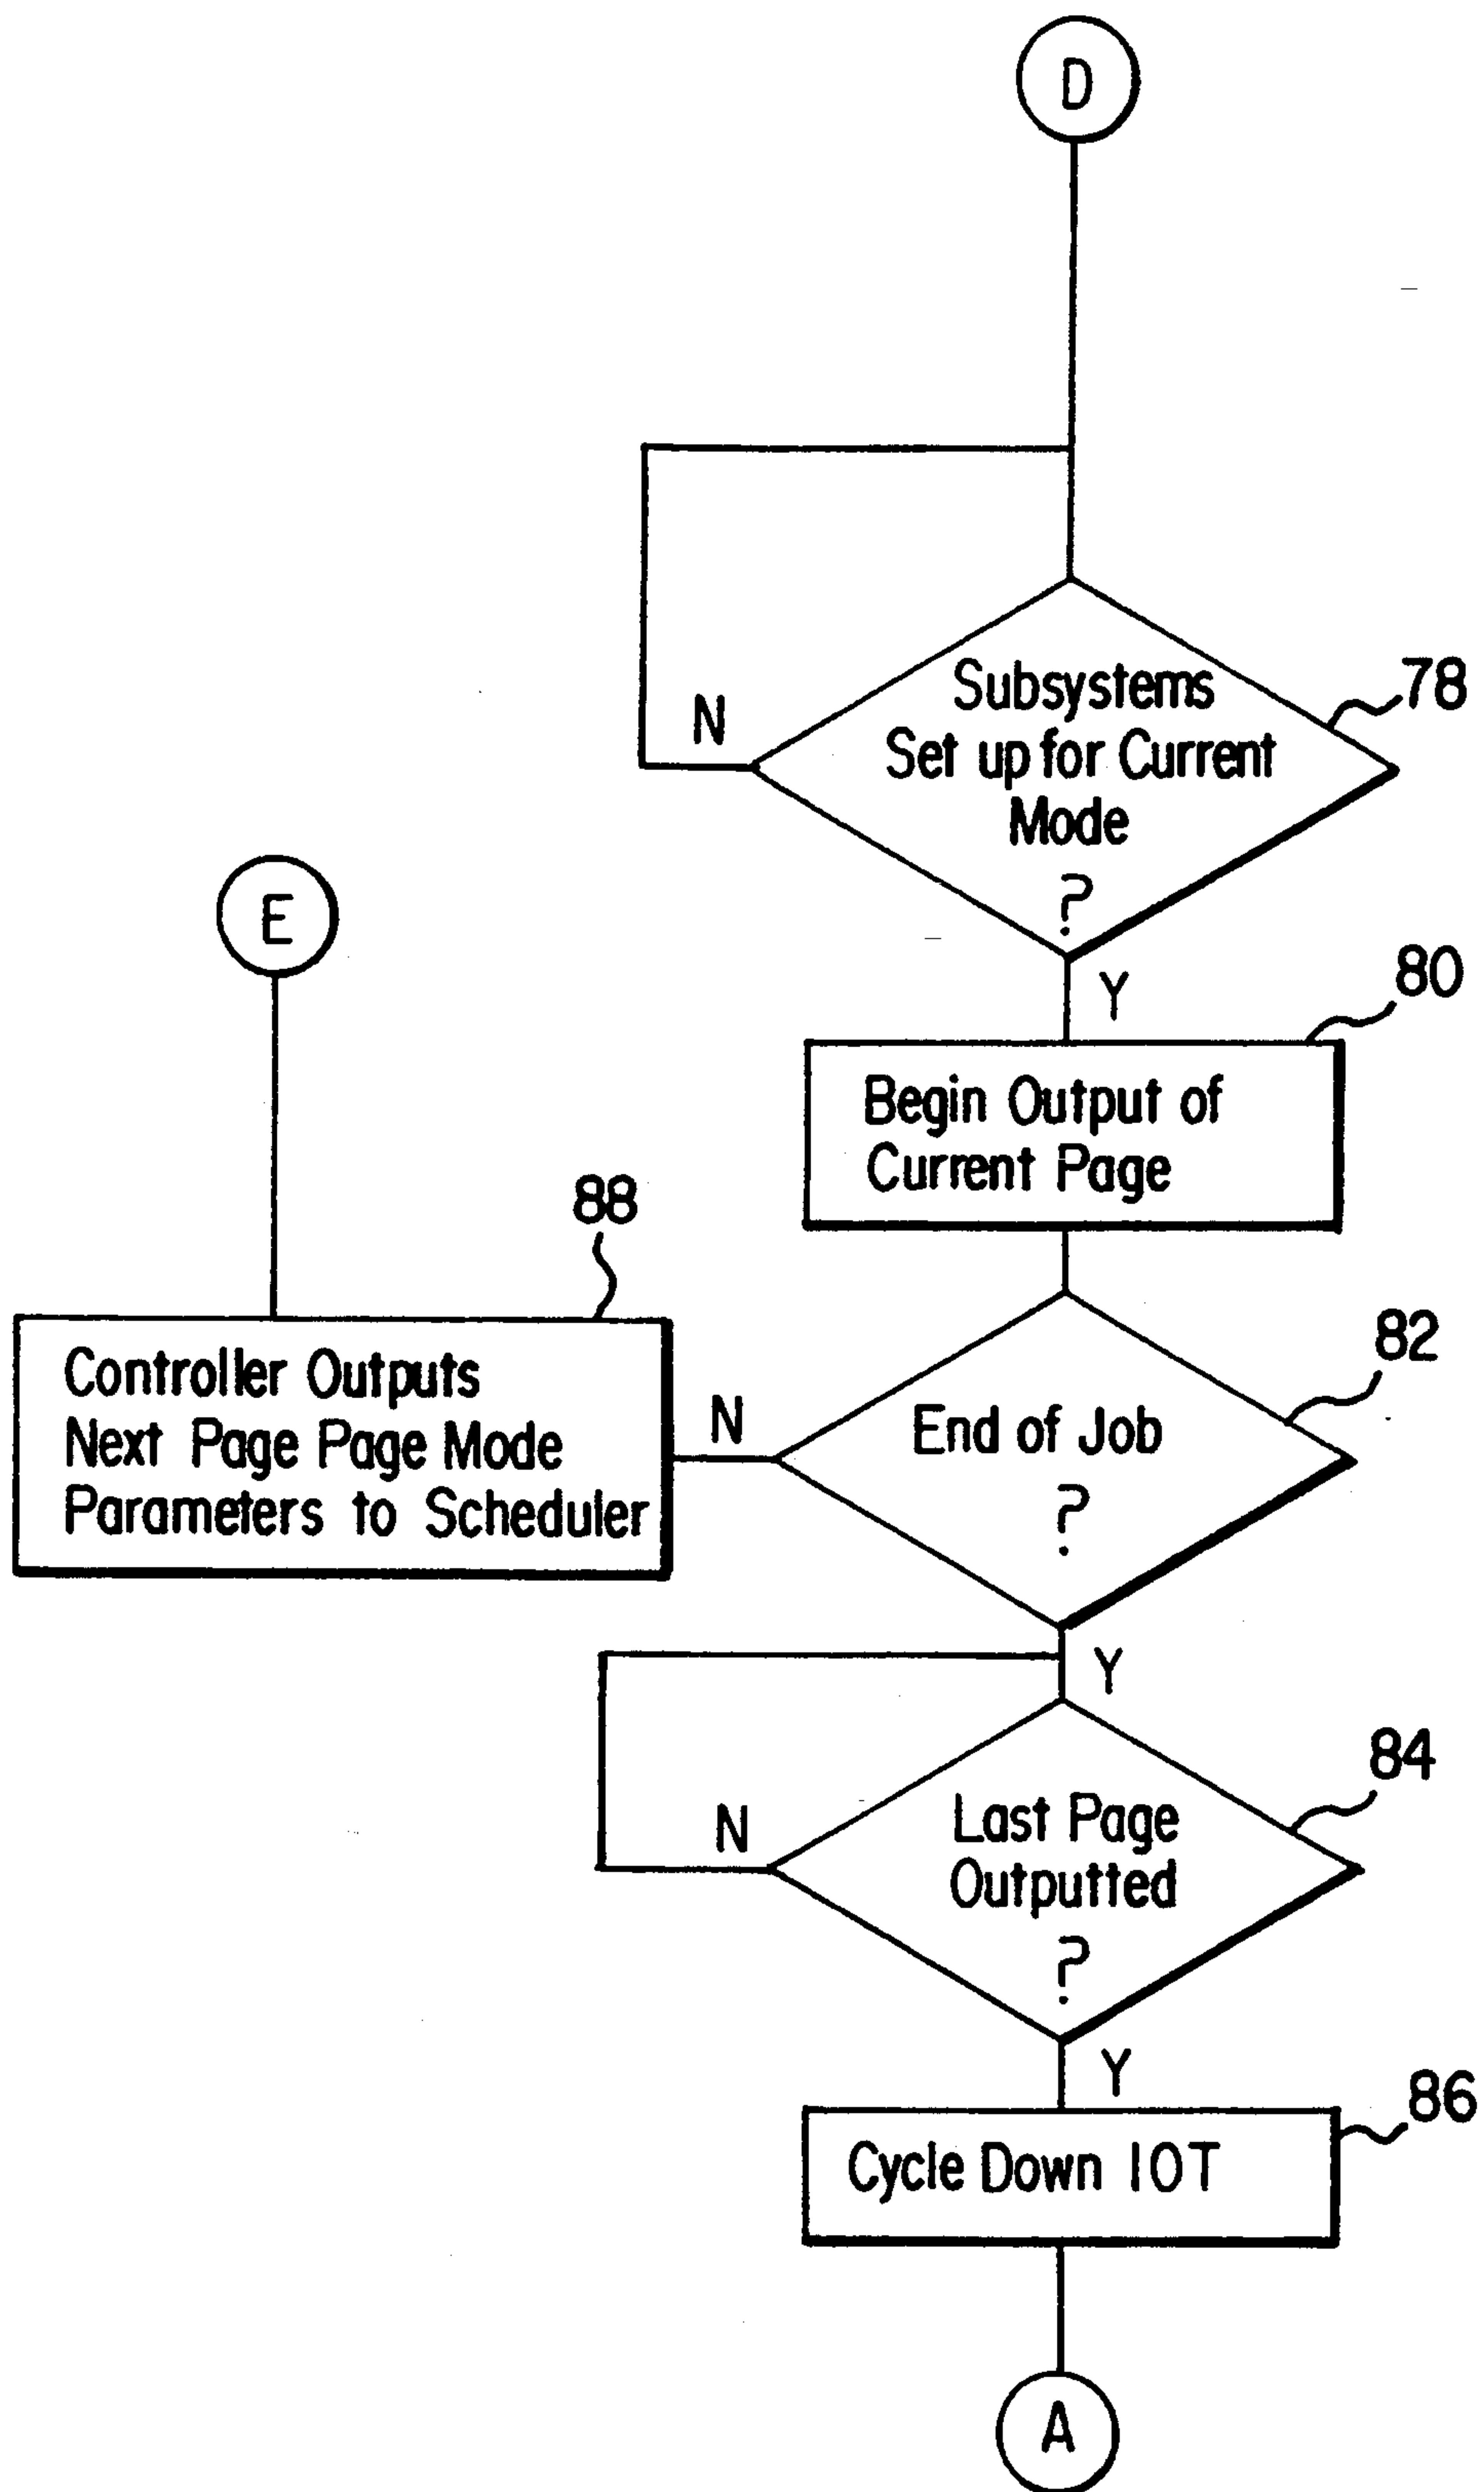 D
Subsystems
Set up for Current
Mode
?
78
N
Y
E
80
Begin Output of
Current Page
88
Controller Outputs
Next Page Page Mode
Parameters to Scheduler
N
82
End of Job
?
Y
84
Last Page
Outputted
?
N
Y
86
Cycle Down IOT
A